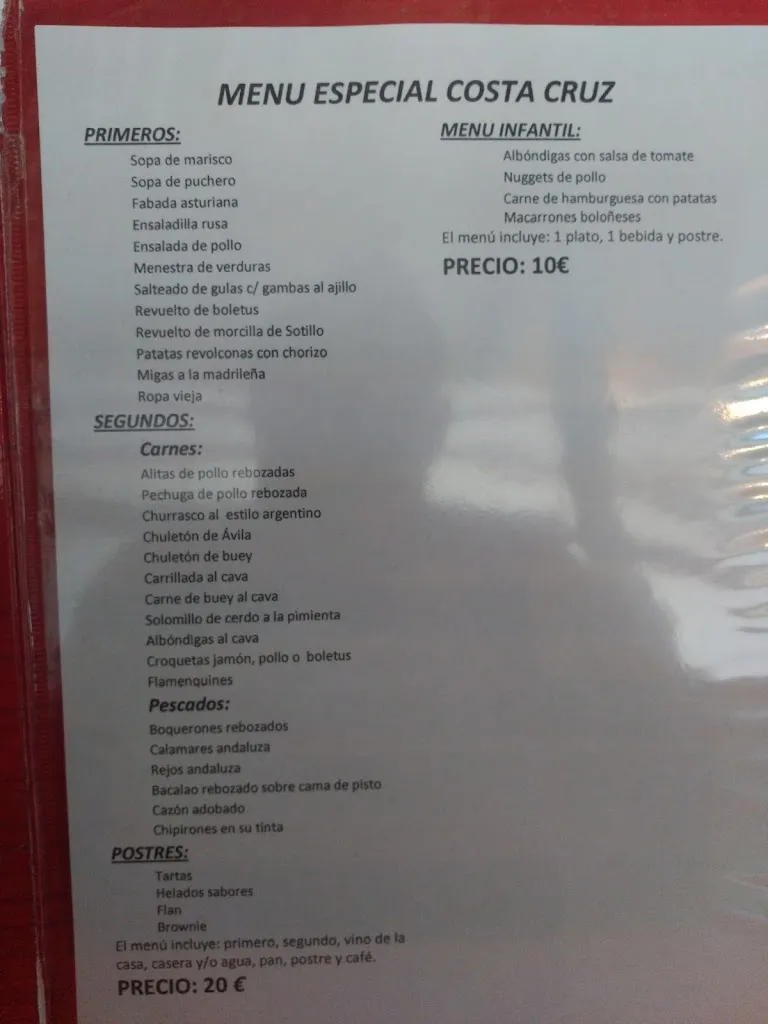 MENU ESPECIAL COSTA CRUZ
PRIMEROS:
Sopa de marisco
Sopa de puchero
Fabada asturiana
Ensaladilla rusa
Ensalada de pollo
Menestra de verduras
Salteado de gulas c/ gambas al ajillo
Revuelto de boletus
Revuelto de morcilla de Sotillo
Patatas revolconas con chorizo
Migas a la madrileña
Ropa vieja
SEGUNDOS:
Carnes:
Alitas de pollo rebozadas
Pechuga de pollo rebozada
Churrasco al estilo argentino
Chuletón de Ávila
Chuletón de buey
Carrillada al cava
Carne de buey al cava
Solomillo de cerdo a la pimienta
Albóndigas al cava
Croquetas jamón, pollo o boletus
Flamenquines
Pescados:
Boquerones rebozados
Calamares andaluza
Rejos andaluza
Bacalao rebozado sobre cama de pisto
Cazón adobado
Chipirones en su tinta
POSTRES:
Tartas
Helados sabores
Flan
Brownie
El menú incluye: primero, segundo, vino de la
casa, casera y/o agua, pan, postre y café.
PRECIO: 20 €
MENU INFANTIL:
Albóndigas con salsa de tomate
Nuggets de pollo
Carne de hamburguesa con patatas
Macarrones boloñeses
El menú incluye: 1 plato, 1 bebida y postre.
PRECIO: 10€